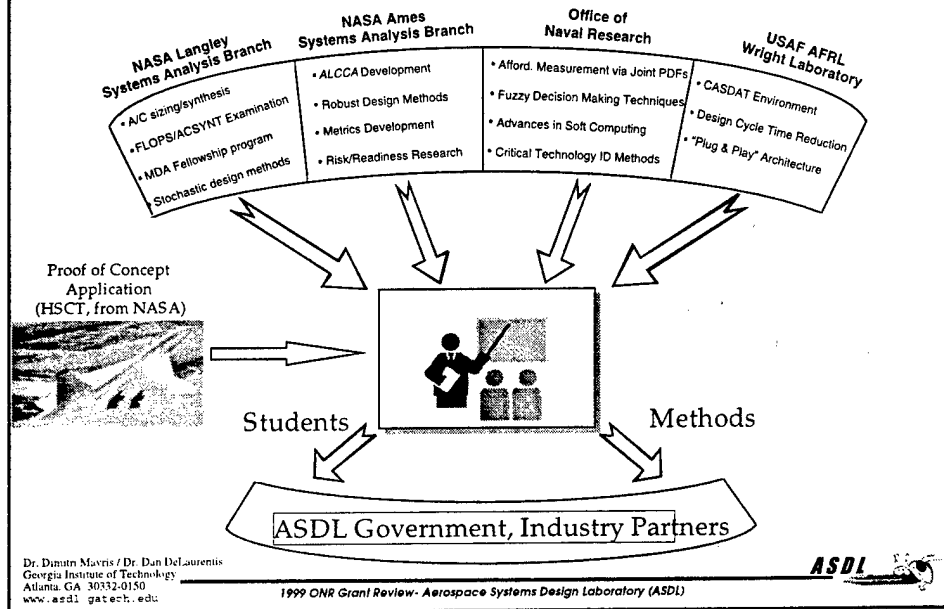 NASA Langley
Systems Analysis Branch
NASA Ames
Systems Analysis Branch
Office of
Naval Research
USAF AFRL
Wright Laboratory
• A/C sizing/synthesis
• FLOPS/ACSYNT Examination
• MDA Fellowship program
• Stochastic design methods
• ALCCA Development
• Robust Design Methods
• Metrics Development
• Risk/Readiness Research
• Afford. Measurement via Joint PDFs
• Fuzzy Decision Making Techniques
• Advances in Soft Computing
• Critical Technology ID Methods
• CASDAT Environment
• Design Cycle Time Reduction
• "Plug & Play" Architecture
Proof of Concept
Application
(HSCT, from NASA)
Students
Methods
ASDL Government, Industry Partners
Dr. Dimitri Mavris / Dr. Dan DeLaurentis
Georgia Institute of Technology
Atlanta, GA 30332-0150
www.asdl.gatech.edu
1999 ONR Grant Review- Aerospace Systems Design Laboratory (ASDL)
ASDL